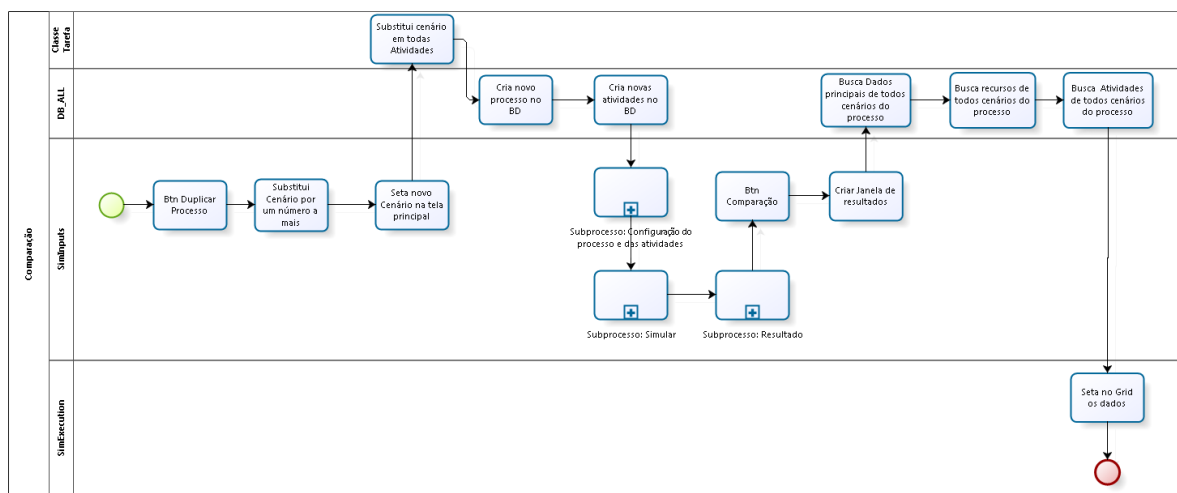 Comparação
Classe
Tarefa
DB_ALL
SimInputs
SimExecution
Substitui cenário
em todas
Atividades
Cria novo
processo no
BD
Cria novas
atividades no
BD
Busca Dados
principais de todos
cenários do
processo
Busca recursos de
todos cenários do
processo
Busca Atividades
de todos cenários
do processo
Btn Duplicar
Processo
Substitui
Cenário por
um número a
mais
Seta novo
Cenário na tela
principal
Subprocesso: Configuração do
processo e das atividades
Btn
Comparação
Criar Janela de
resultados
Subprocesso: Simular
Subprocesso: Resultado
Seta no Grid
os dados